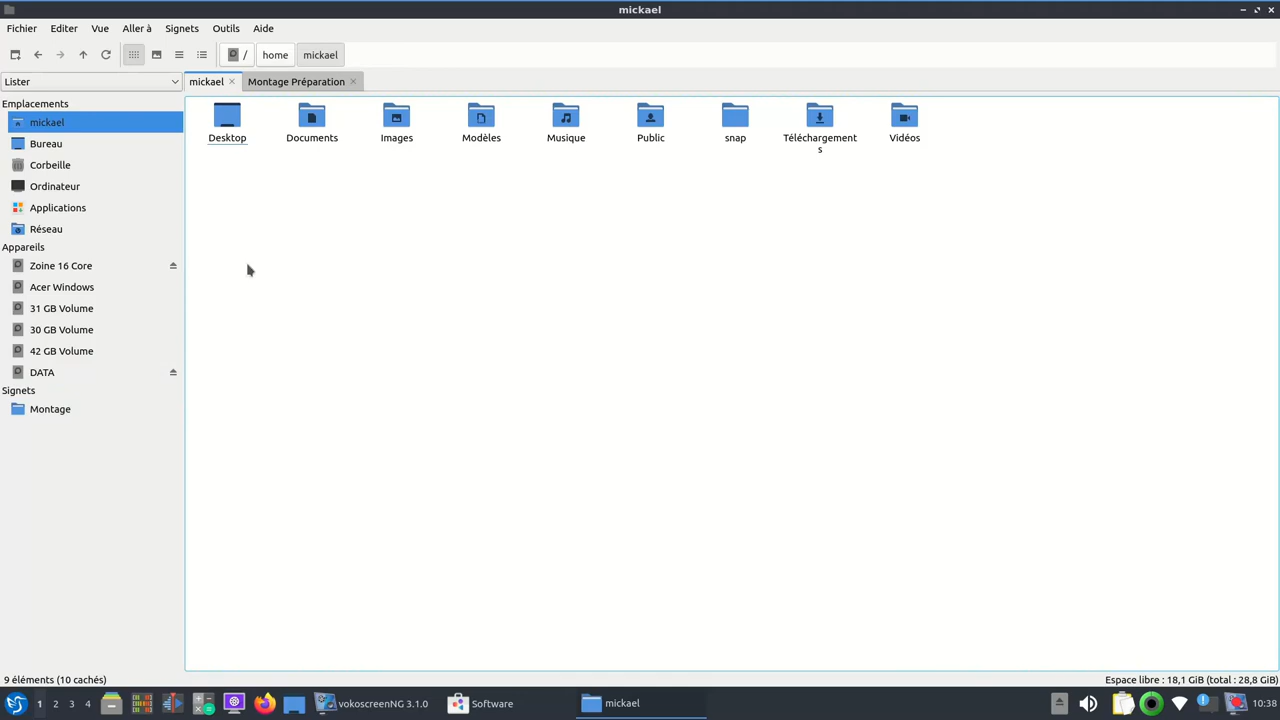 mickael
Fichier Editer Vue Aller à Signets Outils Aide
/ home mickael
Lister
mickael Montage Préparation
Emplacements
mickael
Bureau
Corbeille
Ordinateur
Applications
Réseau
Appareils
Zoine 16 Core
Acer Windows
31 GB Volume
30 GB Volume
42 GB Volume
DATA
Signets
Montage
Desktop Documents Images Modèles Musique Public snap Téléchargement Vidéos
s
9 éléments (10 cachés) Espace libre : 18,1 GiB (total : 28,8 GiB)
1 2 3 4 vokoscreenNG 3.1.0 Software mickael 10:38